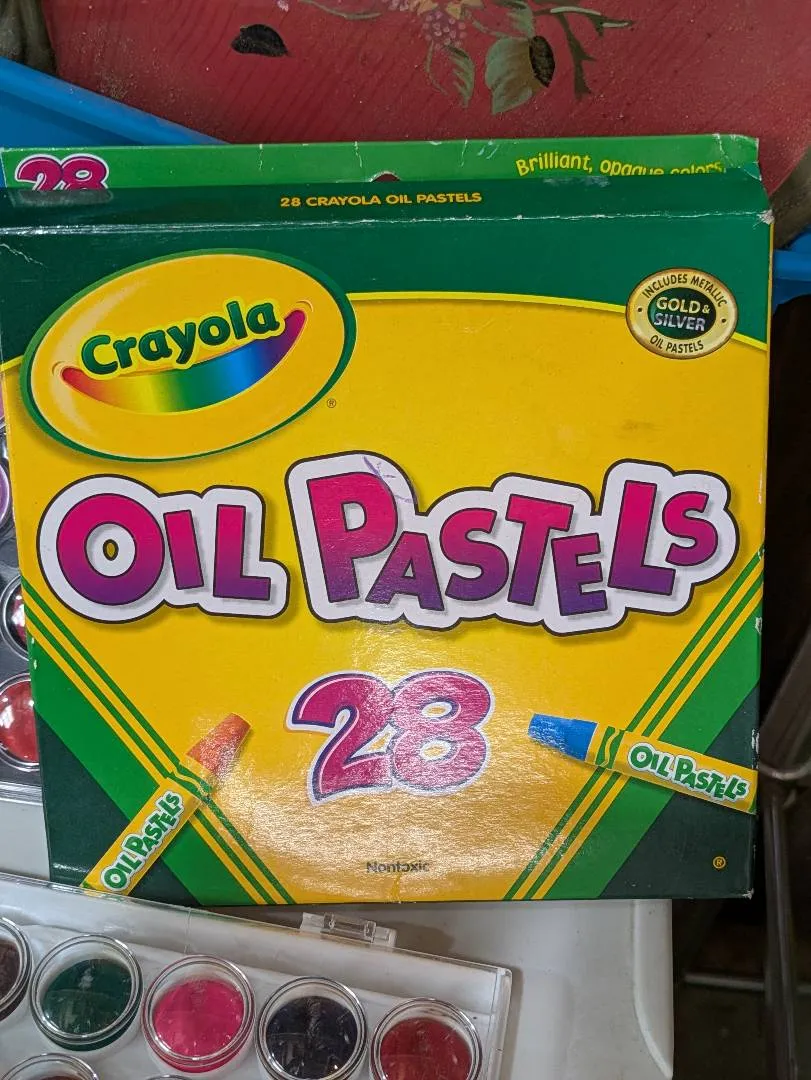 28
Brilliant, opaque colors
28 CRAYOLA OIL PASTELS
Crayola
®
INCLUDES METALLIC
GOLD &
SILVER
OIL PASTELS
OIL PASTELS
28
OIL PASTELS
OIL PASTELS
Nontoxic
®